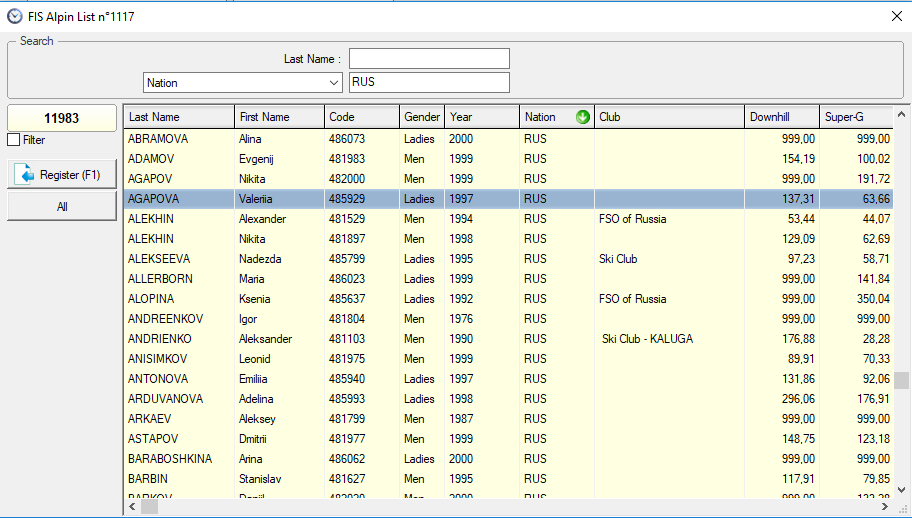 FIS Alpin List n°1117
Search
Last Name :
Nation RUS
11983
Filter
Register (F1)
All
Last Name First Name Code Gender Year Nation Club Downhill Super-G
ABRAMOVA Alina 486073 Ladies 2000 RUS 999,00 999,00
ADAMOV Evgenij 481983 Men 1999 RUS 154,19 100,02
AGAPOV Nikita 482000 Men 1999 RUS 999,00 191,72
AGAPOVA Valeriia 485929 Ladies 1997 RUS 137,31 63,66
ALEKHIN Alexander 481529 Men 1994 RUS FSO of Russia 53,44 44,07
ALEKHIN Nikita 481897 Men 1998 RUS 129,09 62,69
ALEKSEEVA Nadezda 485799 Ladies 1995 RUS Ski Club 97,23 58,71
ALLERBORN Maria 486023 Ladies 1999 RUS 999,00 141,84
ALOPINA Ksenia 485637 Ladies 1992 RUS FSO of Russia 999,00 350,04
ANDREENKOV Igor 481804 Men 1976 RUS 999,00 999,00
ANDRIENKO Aleksander 481103 Men 1990 RUS Ski Club - KALUGA 176,88 28,28
ANISIMKOV Leonid 481975 Men 1999 RUS 89,91 70,33
ANTONOVA Emiliia 485940 Ladies 1997 RUS 131,86 92,06
ARDUVANOVA Adelina 485993 Ladies 1998 RUS 296,06 176,91
ARKAEV Aleksey 481799 Men 1987 RUS 999,00 999,00
ASTAPOV Dmitrii 481977 Men 1999 RUS 148,75 123,18
BARABOSHKINA Arina 486062 Ladies 2000 RUS 999,00 999,00
BARBIN Stanislav 481627 Men 1995 RUS 117,91 79,85